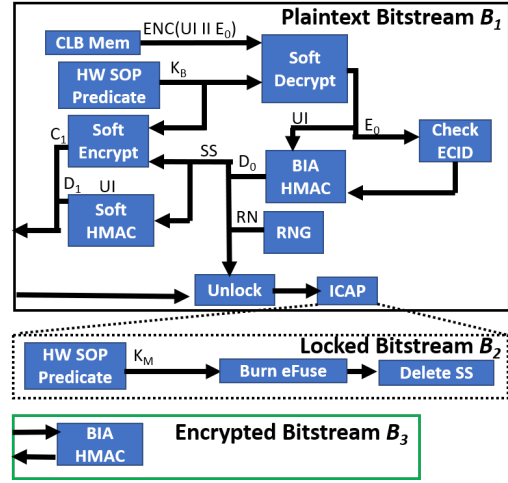 Plaintext Bitstream B1
CLB Mem
ENC(UI II E0)
Soft
Decrypt
HW SOP
Predicate
KB
UI
E0
Check
ECID
C1
Soft
Encrypt
SS
D0
BIA
HMAC
D1
UI
Soft
HMAC
RN
RNG
Unlock
ICAP
Locked Bitstream B2
HW SOP
Predicate
KM
Burn eFuse
Delete SS
Encrypted Bitstream B3
BIA
HMAC